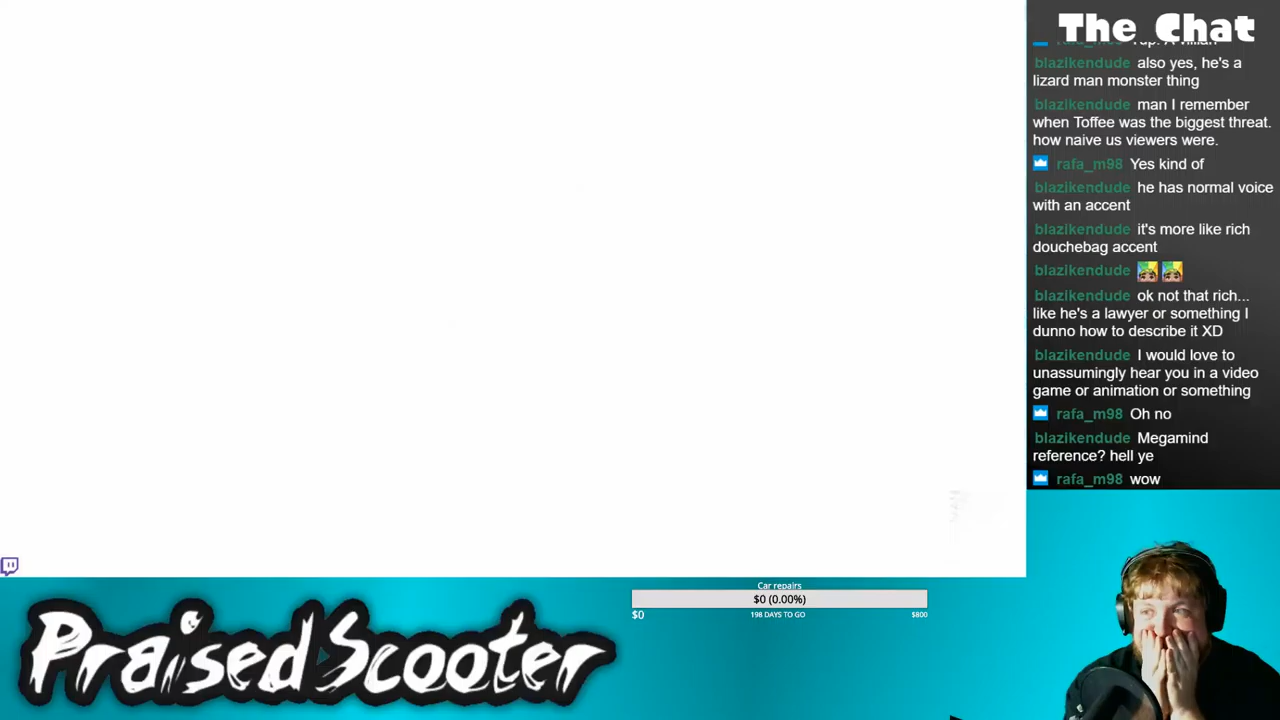 The Chat
rafa_m98 Yup! A villian
blazikendude also yes, he's a
lizard man monster thing
blazikendude man I remember
when Toffee was the biggest threat.
how naive us viewers were.
rafa_m98 Yes kind of
blazikendude he has normal voice
with an accent
blazikendude it's more like rich
douchebag accent
blazikendude
blazikendude ok not that rich...
like he's a lawyer or something I
dunno how to describe it XD
blazikendude I would love to
unassumingly hear you in a video
game or animation or something
rafa_m98 Oh no
blazikendude Megamind
reference? hell ye
rafa_m98 wow
Car repairs
$0 (0.00%)
$0 198 DAYS TO GO $800
PraisedScooter